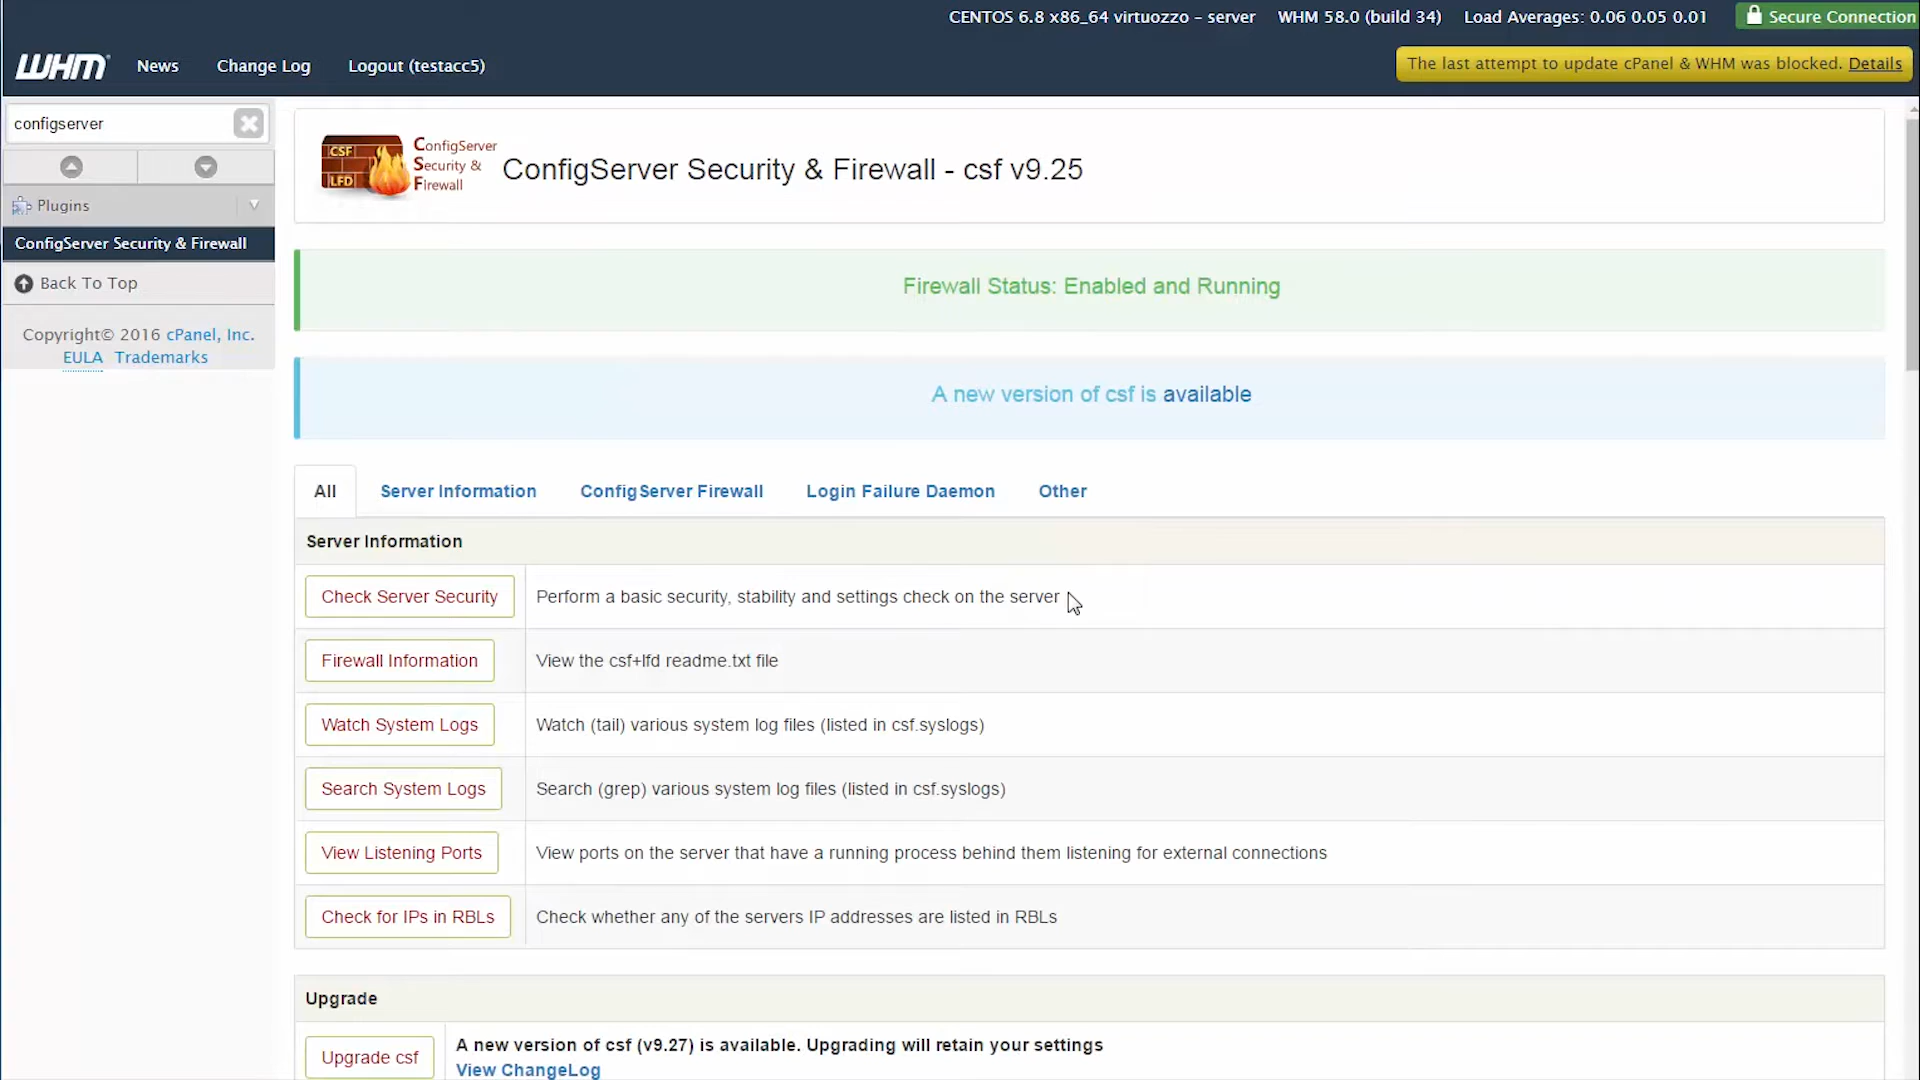 CENTOS 6.8 x86_64 virtuozzo – server WHM 58.0 (build 34) Load Averages: 0.06 0.05 0.01 Secure Connection
WHM News Change Log Logout (testacc5) The last attempt to update cPanel & WHM was blocked. Details
configserver
Plugins
ConfigServer Security & Firewall
Back To Top
Copyright© 2016 cPanel, Inc.
EULA Trademarks
CSF
LFD
ConfigServer
Security &
Firewall
ConfigServer Security & Firewall - csf v9.25
Firewall Status: Enabled and Running
A new version of csf is available
All Server Information ConfigServer Firewall Login Failure Daemon Other
Server Information
Check Server Security Perform a basic security, stability and settings check on the server
Firewall Information View the csf+lfd readme.txt file
Watch System Logs Watch (tail) various system log files (listed in csf.syslogs)
Search System Logs Search (grep) various system log files (listed in csf.syslogs)
View Listening Ports View ports on the server that have a running process behind them listening for external connections
Check for IPs in RBLs Check whether any of the servers IP addresses are listed in RBLs
Upgrade
Upgrade csf A new version of csf (v9.27) is available. Upgrading will retain your settings
View ChangeLog